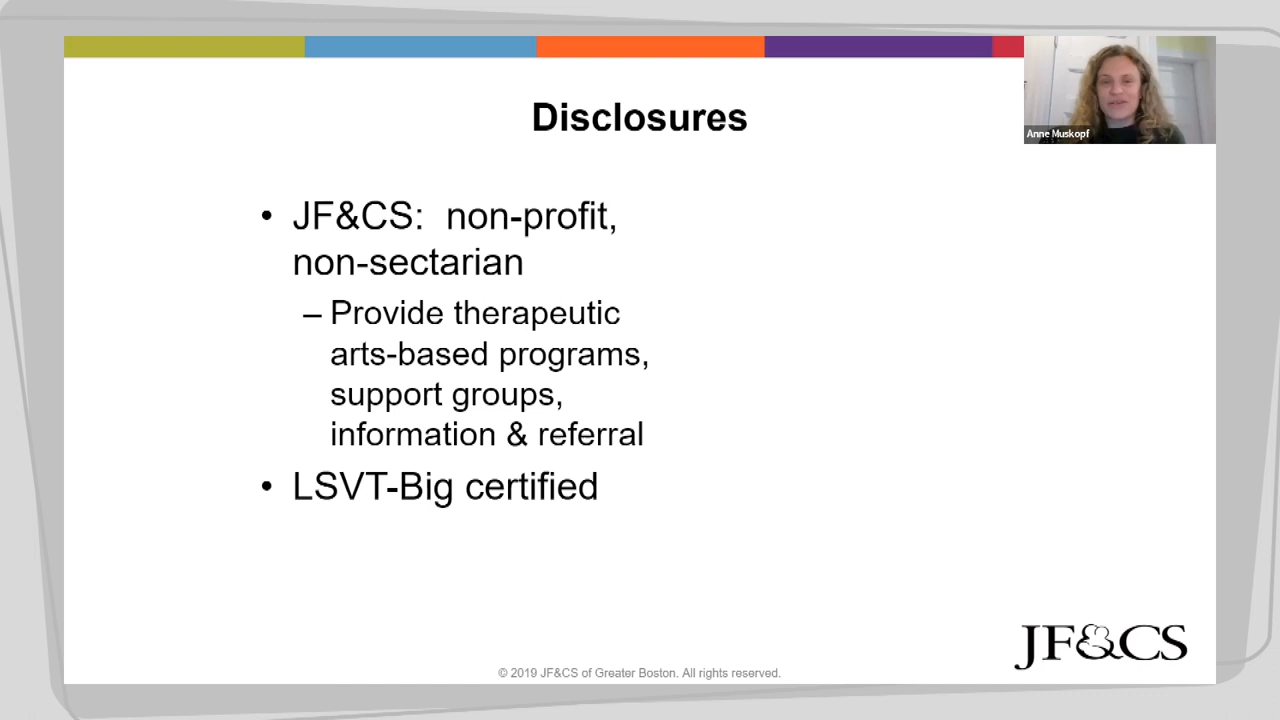 Disclosures
Anne Muskopf
• JF&CS:  non-profit,
non-sectarian
– Provide therapeutic
arts-based programs,
support groups,
information & referral
• LSVT-Big certified
JF&CS
© 2019 JF&CS of Greater Boston. All rights reserved.